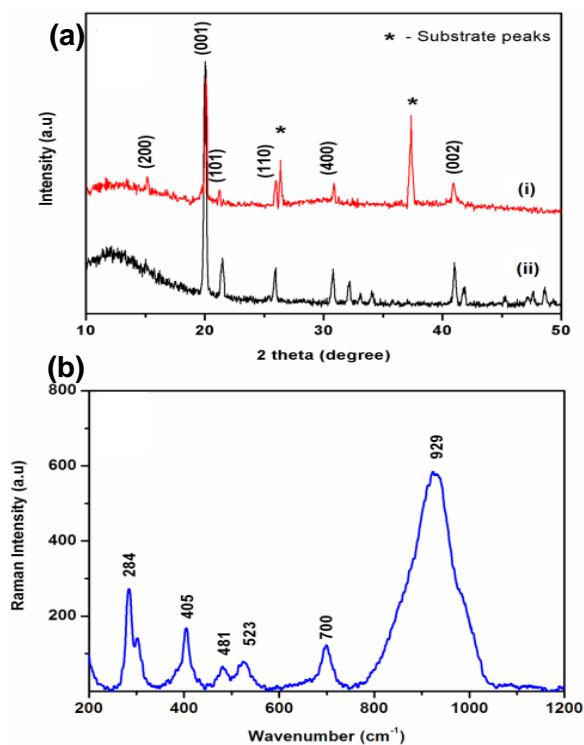 (a)
(001)
* - Substrate peaks
*
*
(200)
(101)
(110)
(400)
(002)
(i)
(ii)
Intensity (a.u)
10 20 30 40 50
2 theta (degree)
(b)
800
600
400
200
929
284
405
481
523
700
Raman Intensity (a.u)
200 400 600 800 1000 1200
Wavenumber (cm⁻¹)